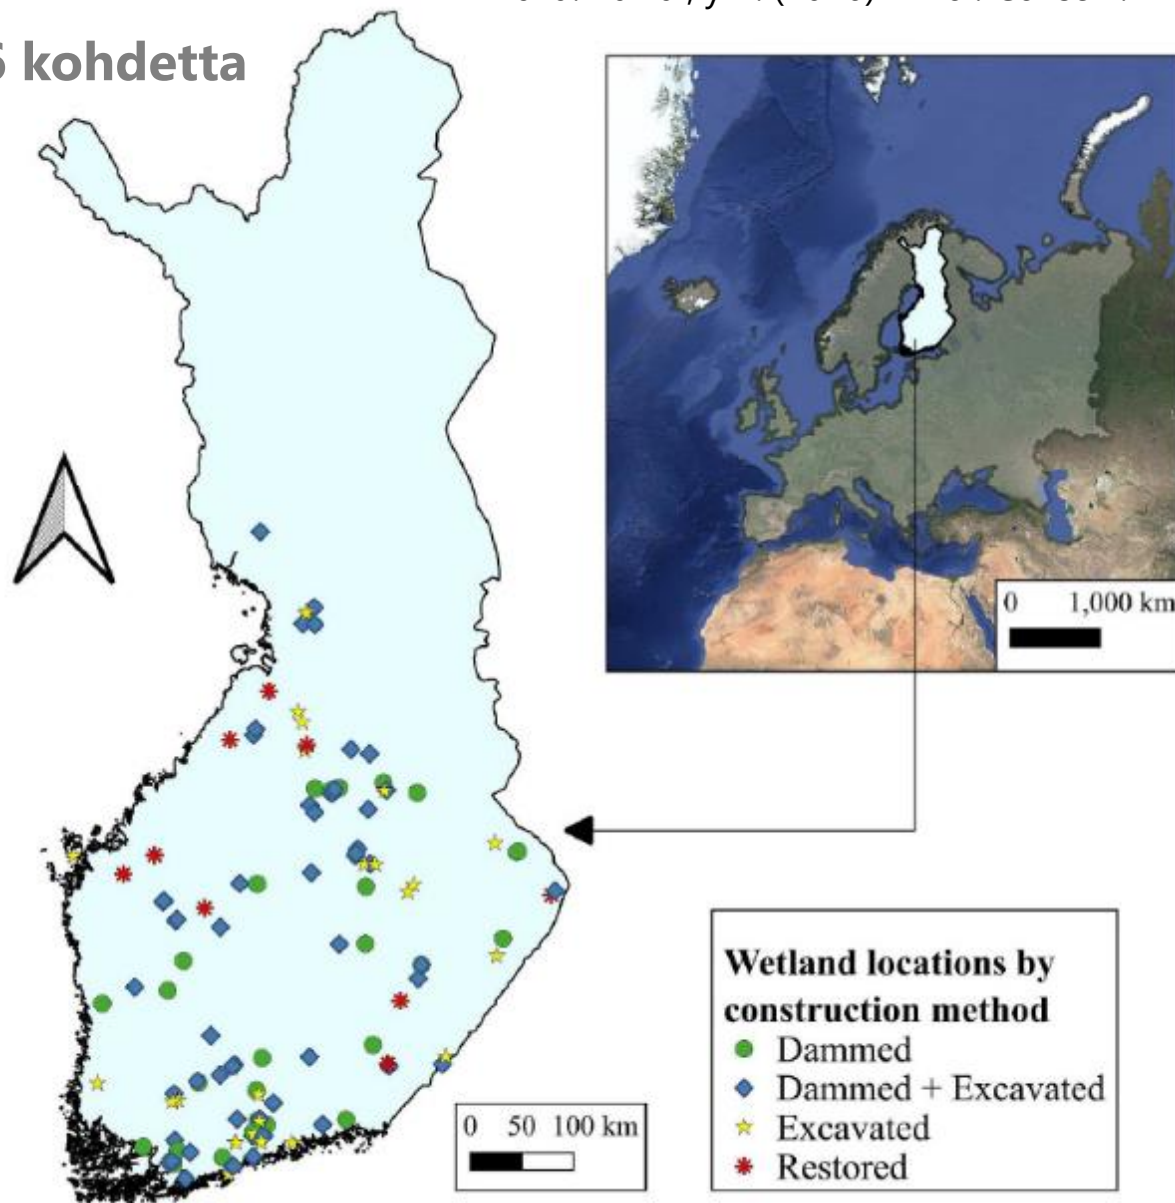 kohdetta
0 1,000 km
Wetland locations by
construction method
Dammed
Dammed + Excavated
Excavated
Restored
0 50 100 km